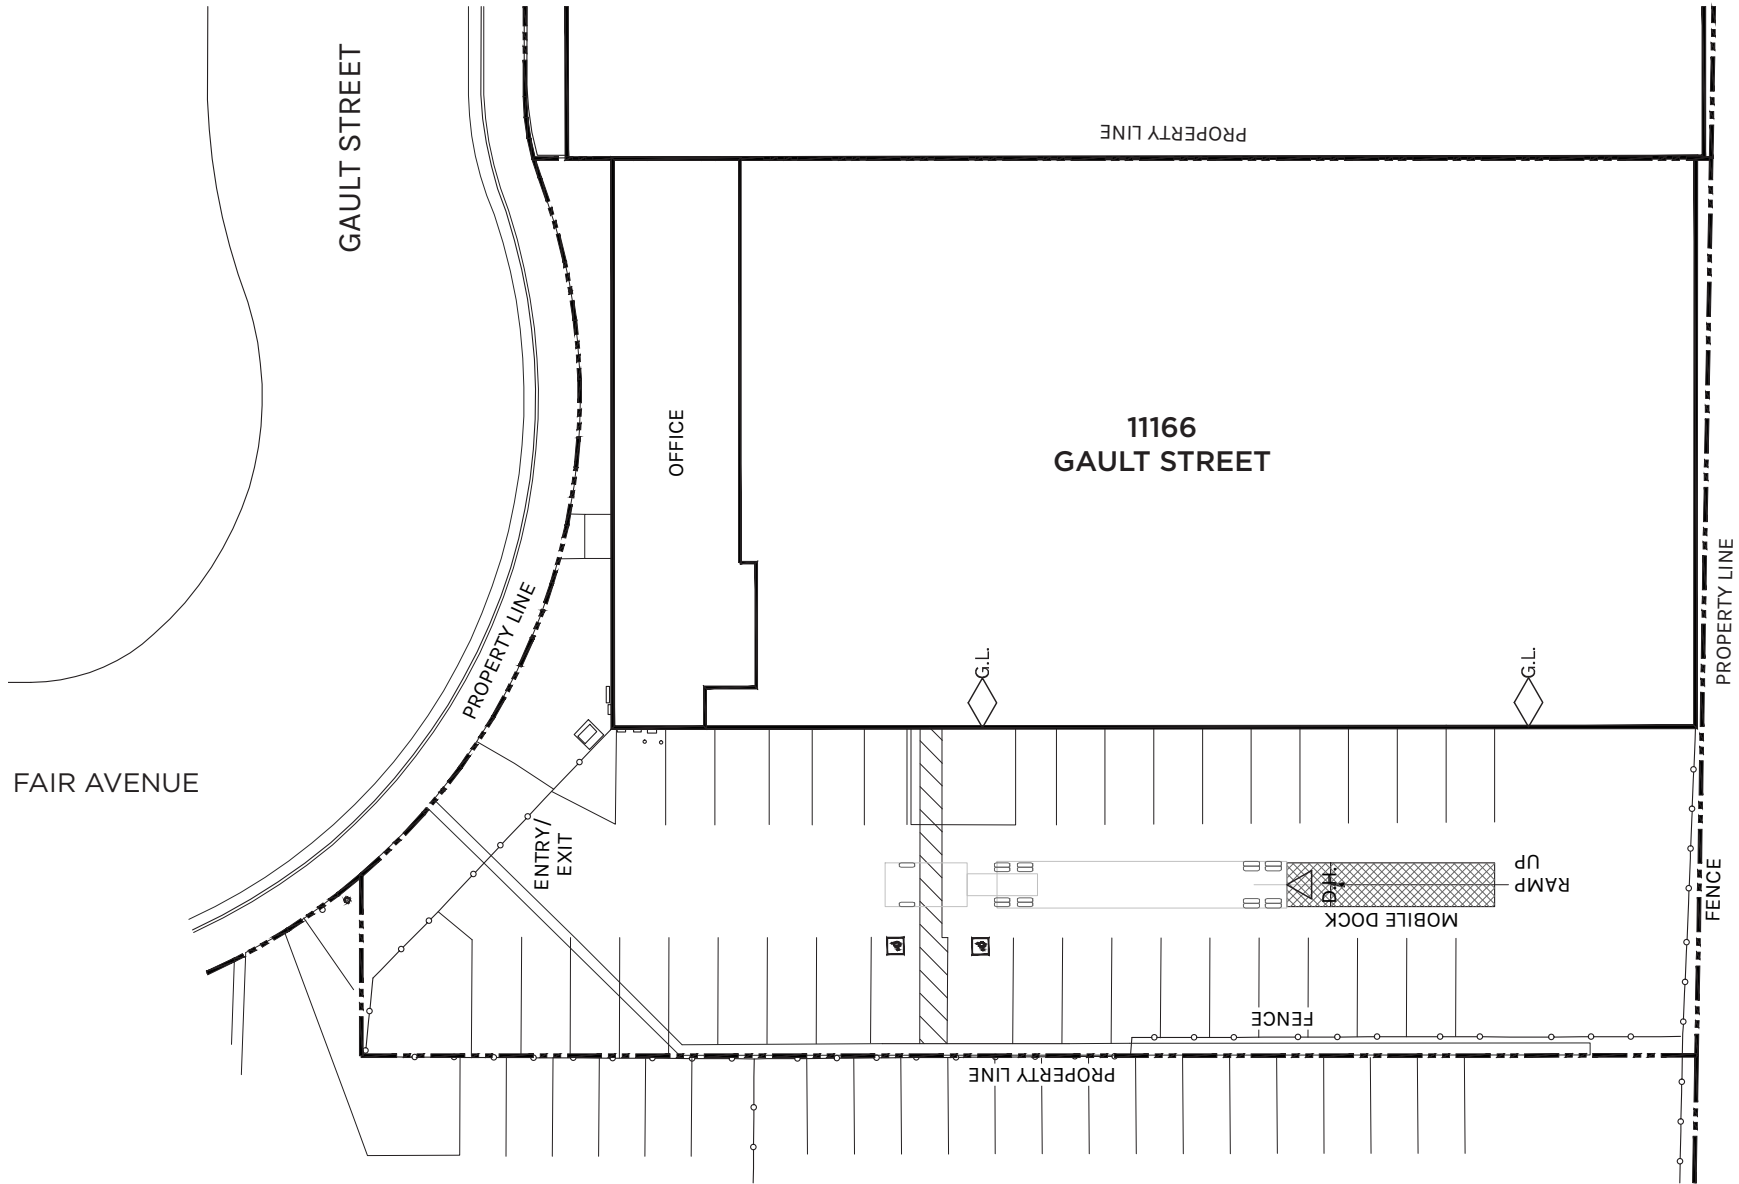 GAULT STREET
PROPERTY LINE
OFFICE
11166
GAULT STREET
PROPERTY LINE
PROPERTY LINE
G.L.
G.L.
FAIR AVENUE
ENTRY/
EXIT
D.H.
RAMP
UP
MOBILE DOCK
FENCE
FENCE
PROPERTY LINE